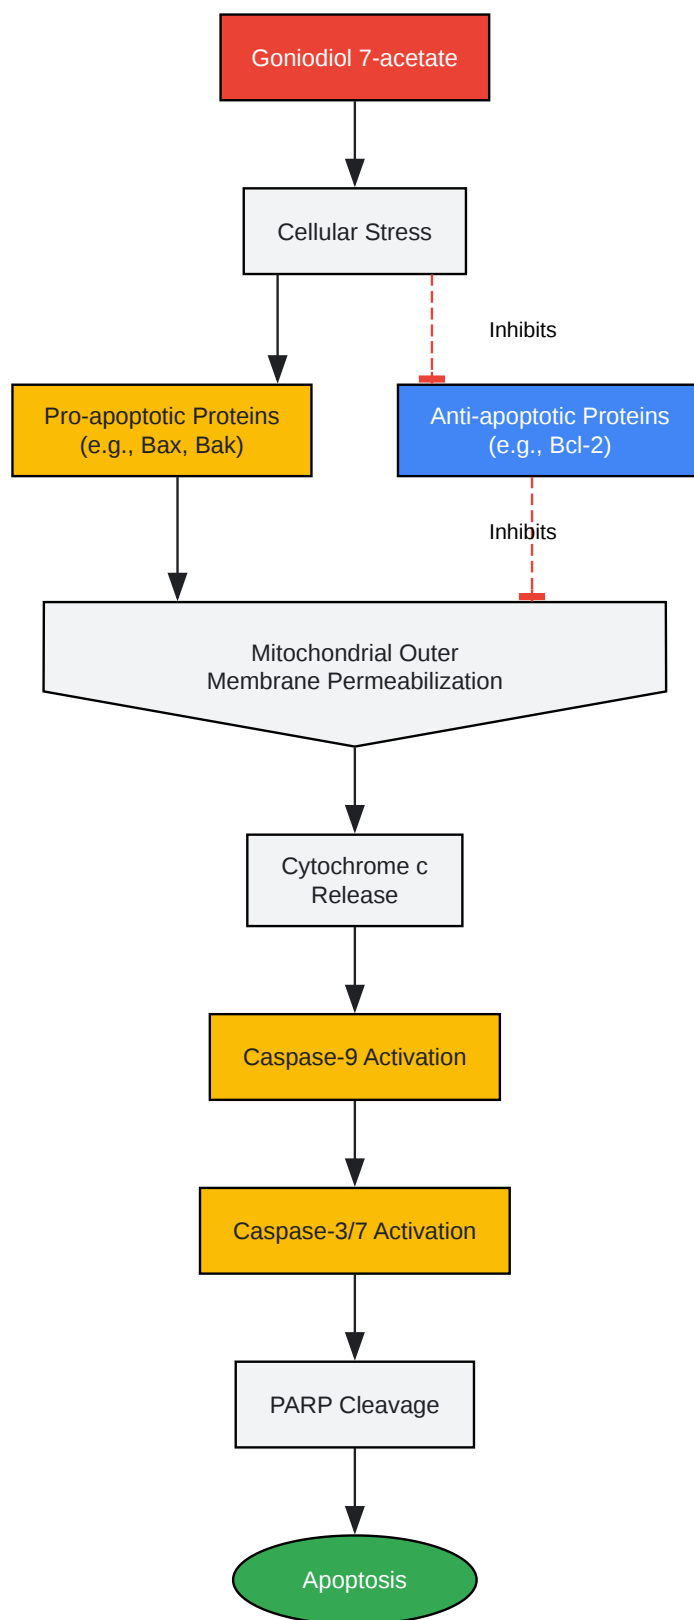 Goniodiol 7-acetate
Cellular Stress
Inhibits
Pro-apoptotic Proteins
(e.g., Bax, Bak)
Anti-apoptotic Proteins
(e.g., Bcl-2)
Inhibits
Mitochondrial Outer
Membrane Permeabilization
Cytochrome c
Release
Caspase-9 Activation
Caspase-3/7 Activation
PARP Cleavage
Apoptosis